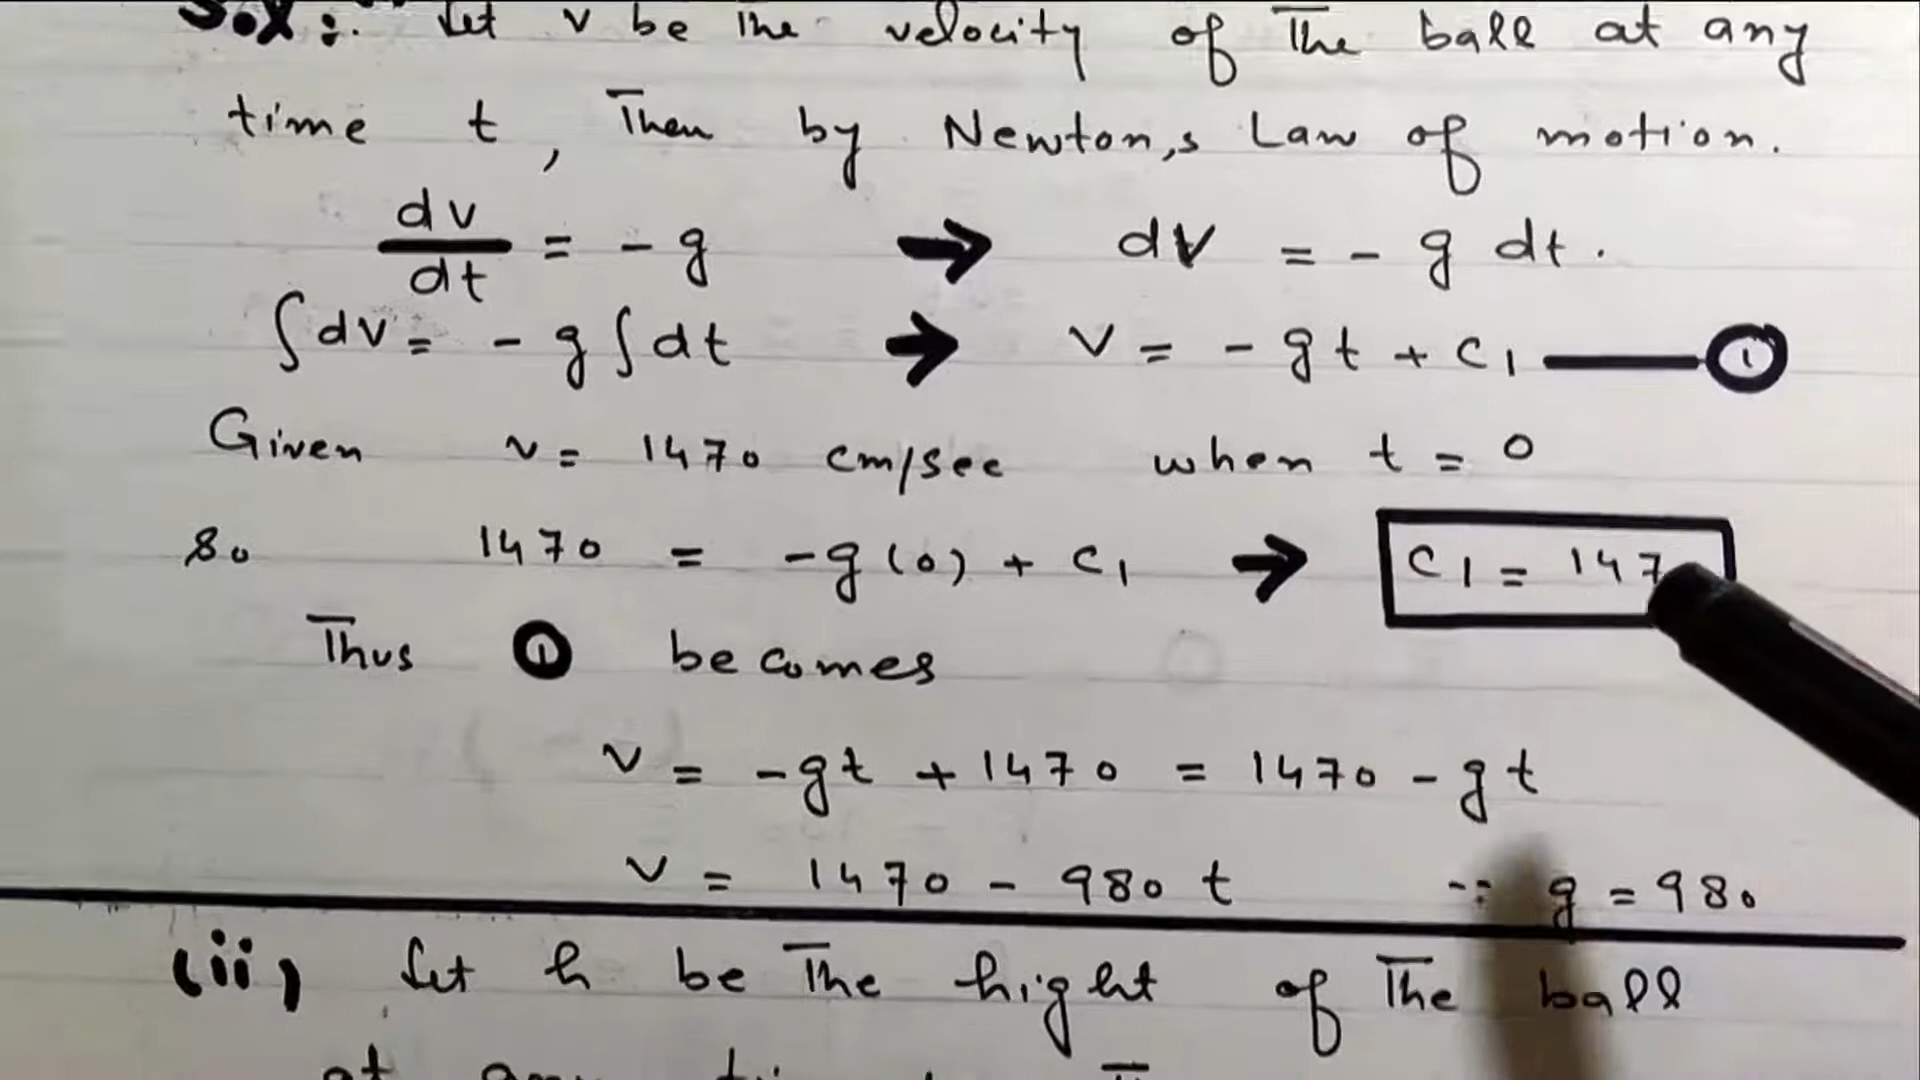 Sol:. Let v be the velocity of The ball at any
time t, Then by Newton,s Law of motion.
dv/dt = - g → dv = - g dt.
∫dv = - g∫dt → v = - gt + c1 — ①
Given v = 1470 cm/sec when t = 0
So 1470 = -g(0) + c1 → c1 = 147
Thus ① becomes
v = -gt + 1470 = 1470 - gt
v = 1470 - 980 t ∵ g = 980
(ii) Let h be The hight of The ball
at any